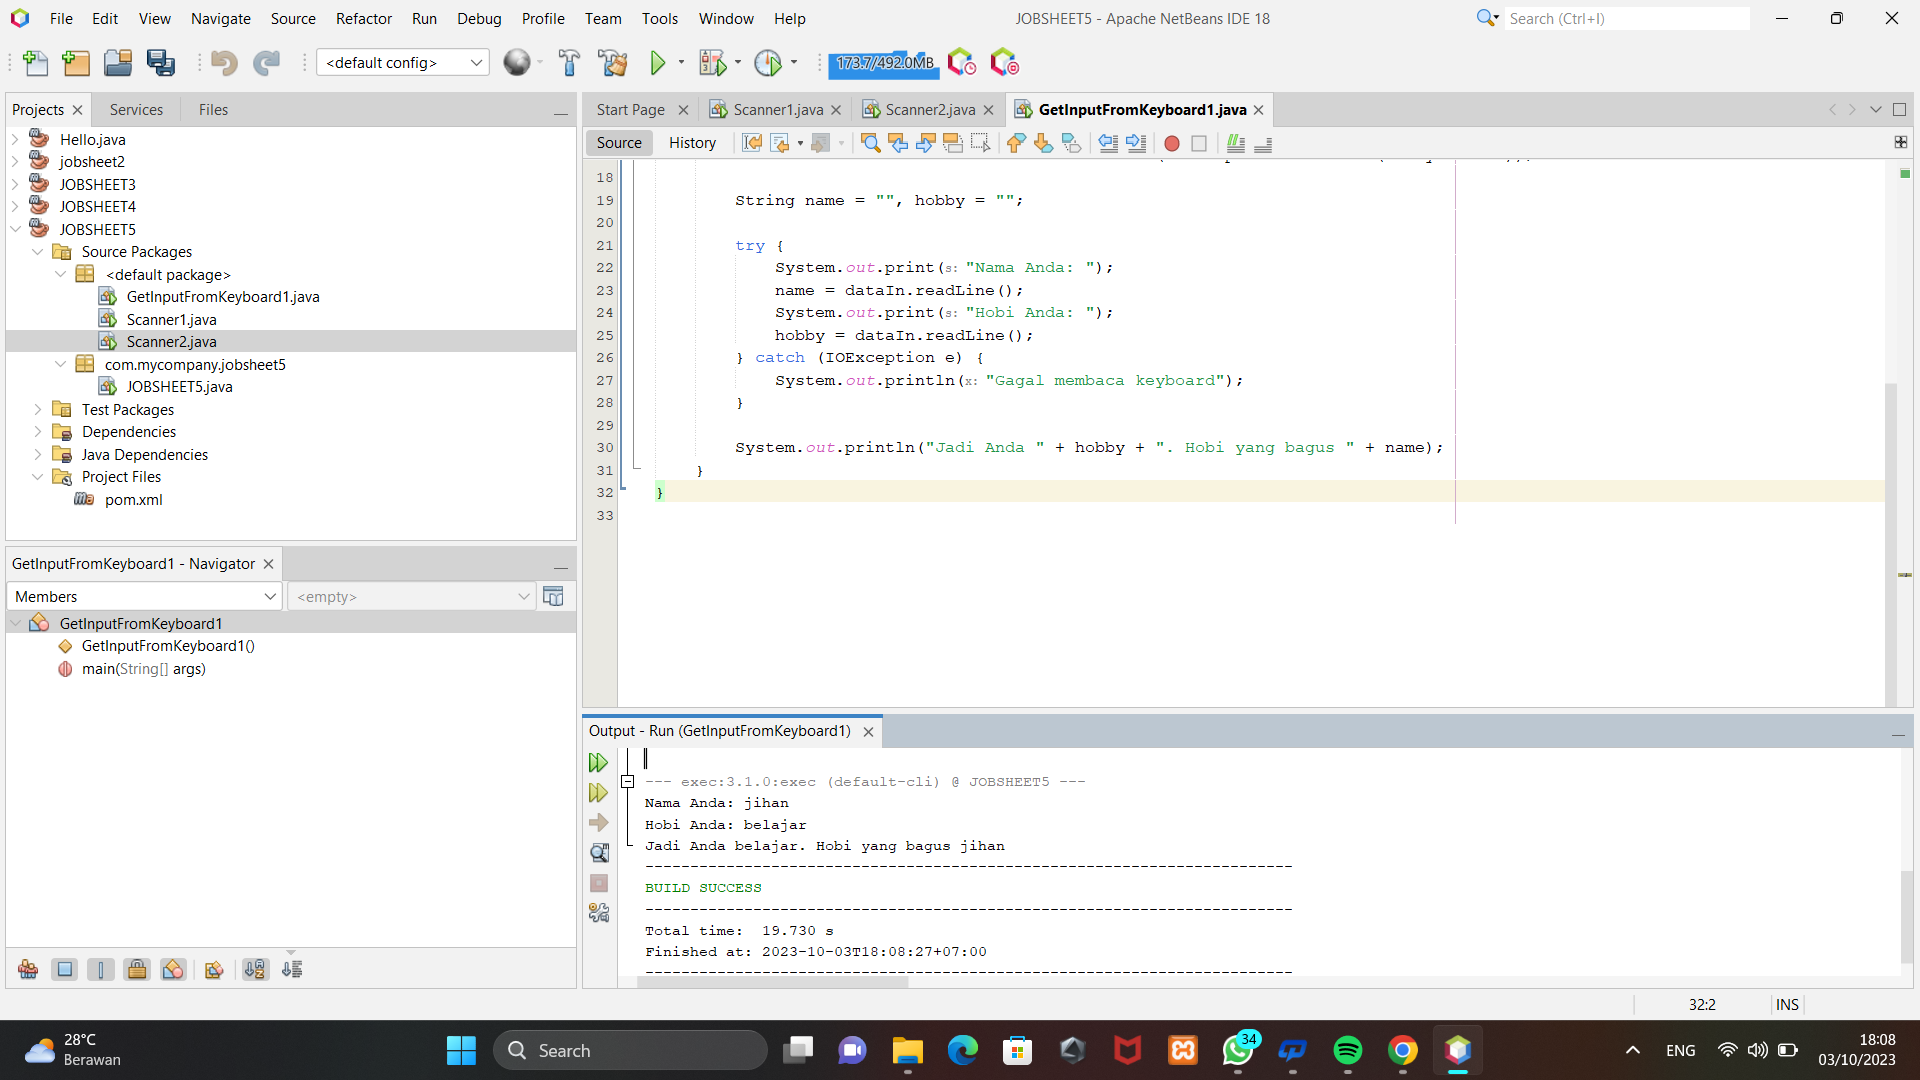 File Edit View Navigate Source Refactor Run Debug Profile Team Tools Window Help
JOBSHEET5 - Apache NetBeans IDE 18
Search (Ctrl+I)
<default config>
173.7/492.0MB
Projects Services Files
Hello.java
jobsheet2
JOBSHEET3
JOBSHEET4
JOBSHEET5
Source Packages
<default package>
GetInputFromKeyboard1.java
Scanner1.java
Scanner2.java
com.mycompany.jobsheet5
JOBSHEET5.java
Test Packages
Dependencies
Java Dependencies
Project Files
pom.xml
GetInputFromKeyboard1 - Navigator
Members <empty>
GetInputFromKeyboard1
GetInputFromKeyboard1()
main(String[] args)
Start Page Scanner1.java Scanner2.java GetInputFromKeyboard1.java
Source History
18
19 String name = "", hobby = "";
20
21 try {
22 System.out.print(s: "Nama Anda: ");
23 name = dataIn.readLine();
24 System.out.print(s: "Hobi Anda: ");
25 hobby = dataIn.readLine();
26 } catch (IOException e) {
27 System.out.println(x: "Gagal membaca keyboard");
28 }
29
30 System.out.println("Jadi Anda " + hobby + ". Hobi yang bagus " + name);
31 }
32 }
33
Output - Run (GetInputFromKeyboard1)
--- exec:3.1.0:exec (default-cli) @ JOBSHEET5 ---
Nama Anda: jihan
Hobi Anda: belajar
Jadi Anda belajar. Hobi yang bagus jihan
------------------------------------------------------------------------
BUILD SUCCESS
------------------------------------------------------------------------
Total time:  19.730 s
Finished at: 2023-10-03T18:08:27+07:00
------------------------------------------------------------------------
32:2 INS
28°C
Berawan
Search
34
ENG
18:08
03/10/2023